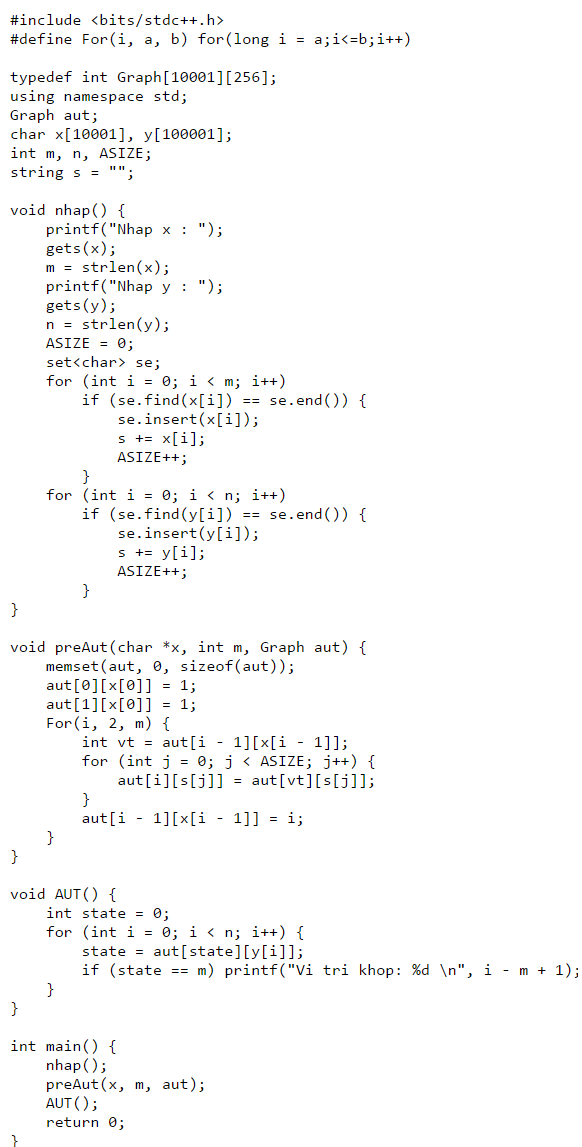 #include <bits/stdc++.h>
#define For(i, a, b) for(long i = a;i<=b;i++)

typedef int Graph[10001][256];
using namespace std;
Graph aut;
char x[10001], y[100001];
int m, n, ASIZE;
string s = "";

void nhap() {
    printf("Nhap x : ");
    gets(x);
    m = strlen(x);
    printf("Nhap y : ");
    gets(y);
    n = strlen(y);
    ASIZE = 0;
    set<char> se;
    for (int i = 0; i < m; i++)
        if (se.find(x[i]) == se.end()) {
            se.insert(x[i]);
            s += x[i];
            ASIZE++;
        }
    for (int i = 0; i < n; i++)
        if (se.find(y[i]) == se.end()) {
            se.insert(y[i]);
            s += y[i];
            ASIZE++;
        }
}

void preAut(char *x, int m, Graph aut) {
    memset(aut, 0, sizeof(aut));
    aut[0][x[0]] = 1;
    aut[1][x[0]] = 1;
    For(i, 2, m) {
        int vt = aut[i - 1][x[i - 1]];
        for (int j = 0; j < ASIZE; j++) {
            aut[i][s[j]] = aut[vt][s[j]];
        }
        aut[i - 1][x[i - 1]] = i;
    }
}

void AUT() {
    int state = 0;
    for (int i = 0; i < n; i++) {
        state = aut[state][y[i]];
        if (state == m) printf("Vi tri khop: %d \n", i - m + 1);
    }
}

int main() {
    nhap();
    preAut(x, m, aut);
    AUT();
    return 0;
}